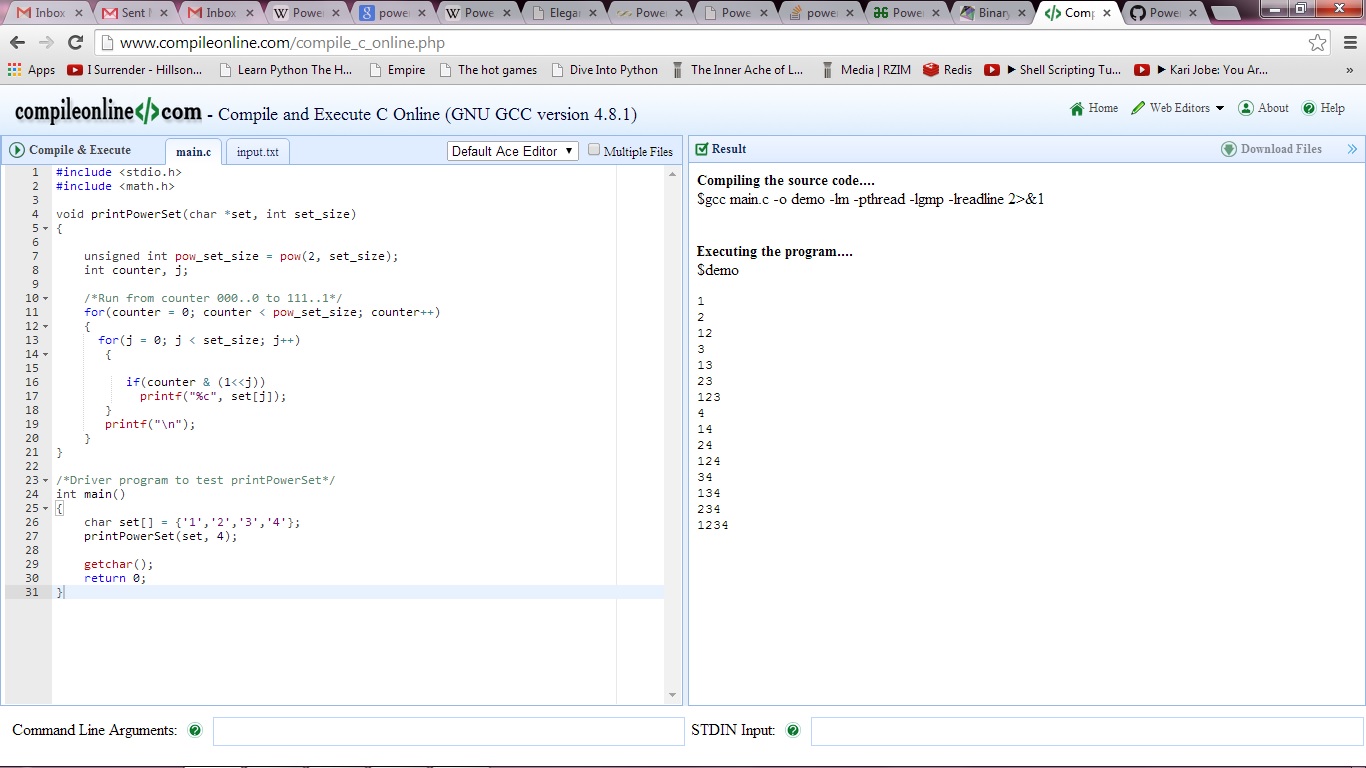 Inbox Sent Inbox Power power Power Elega Power Powe power Power Binar Comp Power
www.compileonline.com/compile_c_online.php
Apps I Surrender - Hillson... Learn Python The H... Empire The hot games Dive Into Python The Inner Ache of L... Media | RZIM Redis ► Shell Scripting Tu... ► Kari Jobe: You Ar... »
compileonline</>com - Compile and Execute C Online (GNU GCC version 4.8.1) Home Web Editors About Help
Compile & Execute main.c input.txt Default Ace Editor Multiple Files
1 #include <stdio.h>
2 #include <math.h>
3
4 void printPowerSet(char *set, int set_size)
5 {
6
7 unsigned int pow_set_size = pow(2, set_size);
8 int counter, j;
9
10 /*Run from counter 000..0 to 111..1*/
11 for(counter = 0; counter < pow_set_size; counter++)
12 {
13 for(j = 0; j < set_size; j++)
14 {
15
16 if(counter & (1<<j))
17 printf("%c", set[j]);
18 }
19 printf("\n");
20 }
21 }
22
23 /*Driver program to test printPowerSet*/
24 int main()
25 {
26 char set[] = {'1','2','3','4'};
27 printPowerSet(set, 4);
28
29 getchar();
30 return 0;
31 }
Result Download Files »
Compiling the source code....
$gcc main.c -o demo -lm -pthread -lgmp -lreadline 2>&1
Executing the program....
$demo
1
2
12
3
13
23
123
4
14
24
124
34
134
234
1234
Command Line Arguments: ? STDIN Input: ?